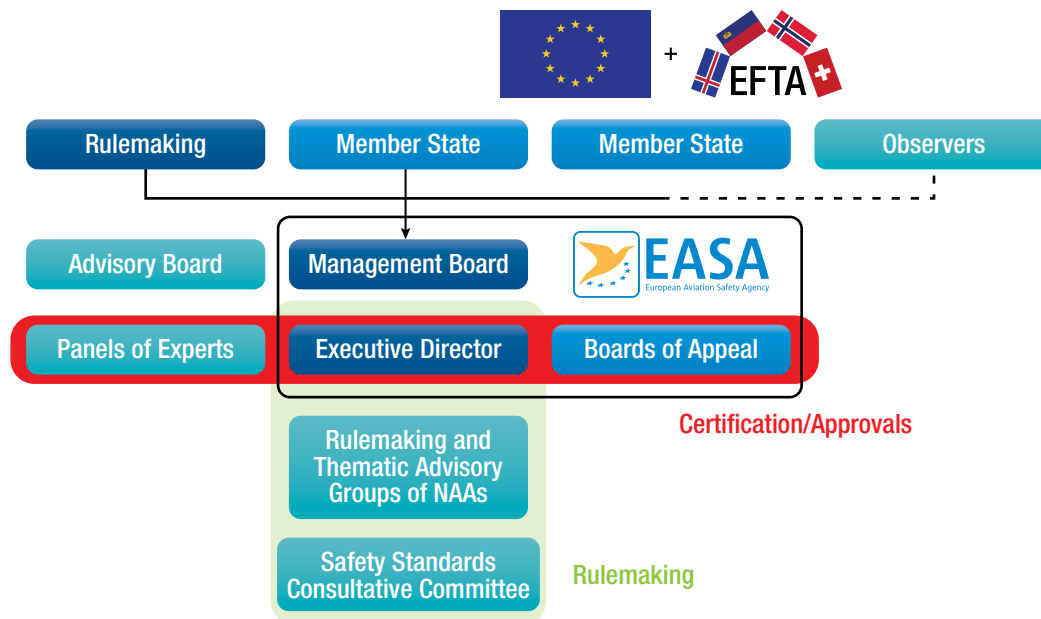 +
EFTA
Rulemaking
Member State
Member State
Observers
Advisory Board
Management Board
EASA
European Aviation Safety Agency
Panels of Experts
Executive Director
Boards of Appeal
Certification/Approvals
Rulemaking and
Thematic Advisory
Groups of NAAs
Safety Standards
Consultative Committee
Rulemaking